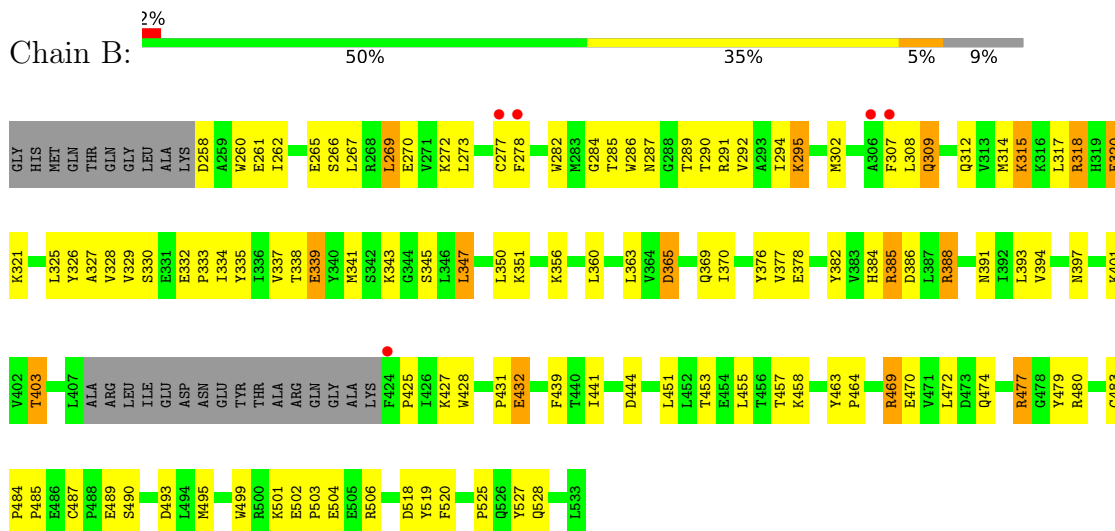 2%
Chain B:
50% 35% 5% 9%
GLY HIS MET GLN THR GLN GLY LEU ALA LYS D258 A259 W260 E261 I262 E265 S266 L267 R268 L269 E270 V271 K272 L273 C277 F278 W282 M283 G284 T285 W286 N287 G288 T289 T290 R291 V292 A293 I294 K295 M302 A306 F307 L308 Q309 Q312 V313 M314 K315 K316 L317 R318 H319 E320
K321 L325 Y326 A327 V328 V329 S330 E331 E332 P333 I334 Y335 I336 V337 T338 E339 Y340 M341 S342 K343 G344 S345 L346 L347 L350 K351 K356 L360 L363 V364 D365 Q369 I370 Y376 V377 E378 Y382 V383 H384 R385 D386 L387 R388 N391 I392 L393 V394 N397 K401
V402 T403 L407 ALA ARG LEU ILE GLU ASP ASN GLU TYR THR ALA ARG GLN GLY ALA LYS F424 P425 I426 K427 W428 P431 E432 F439 T440 I441 D444 L451 L452 T453 E454 L455 T456 T457 K458 Y463 P464 R469 E470 V471 L472 D473 Q474 R477 G478 Y479 R480 C483
P484 P485 E486 C487 P488 E489 S490 D493 L494 M495 W499 R500 K501 E502 P503 E504 E505 R506 D518 Y519 F520 P525 Q526 Y527 Q528 L533